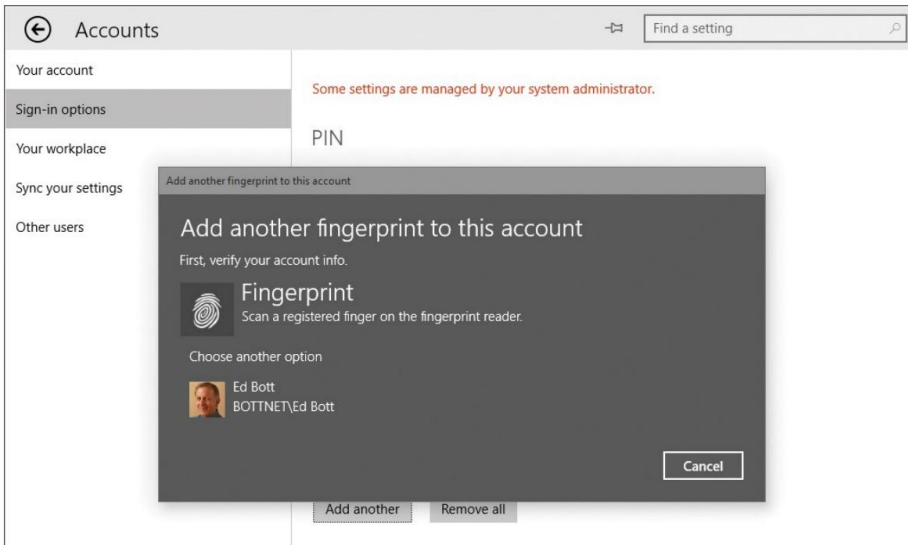 Accounts
Find a setting
Your account
Sign-in options
Your workplace
Sync your settings
Other users
Some settings are managed by your system administrator.
PIN
Add another fingerprint to this account
Add another fingerprint to this account
First, verify your account info.
Fingerprint
Scan a registered finger on the fingerprint reader.
Choose another option
Ed Bott
BOTTNET\Ed Bott
Cancel
Add another
Remove all